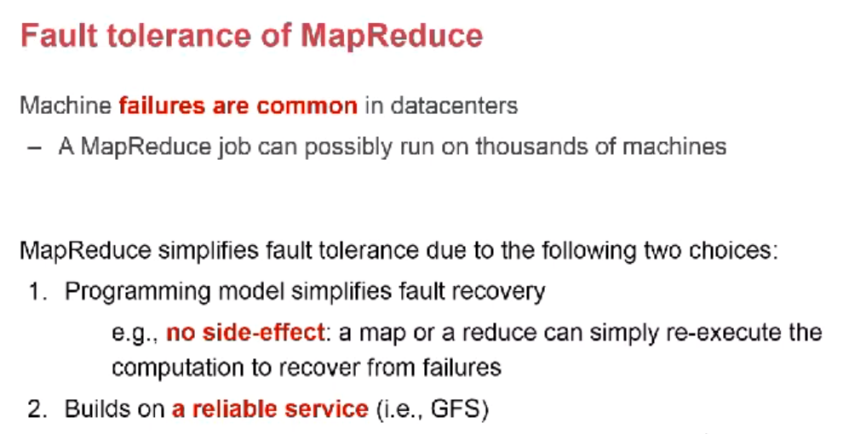 Fault tolerance of MapReduce
Machine failures are common in datacenters
– A MapReduce job can possibly run on thousands of machines
MapReduce simplifies fault tolerance due to the following two choices:
1. Programming model simplifies fault recovery
e.g., no side-effect: a map or a reduce can simply re-execute the
computation to recover from failures
2. Builds on a reliable service (i.e., GFS)